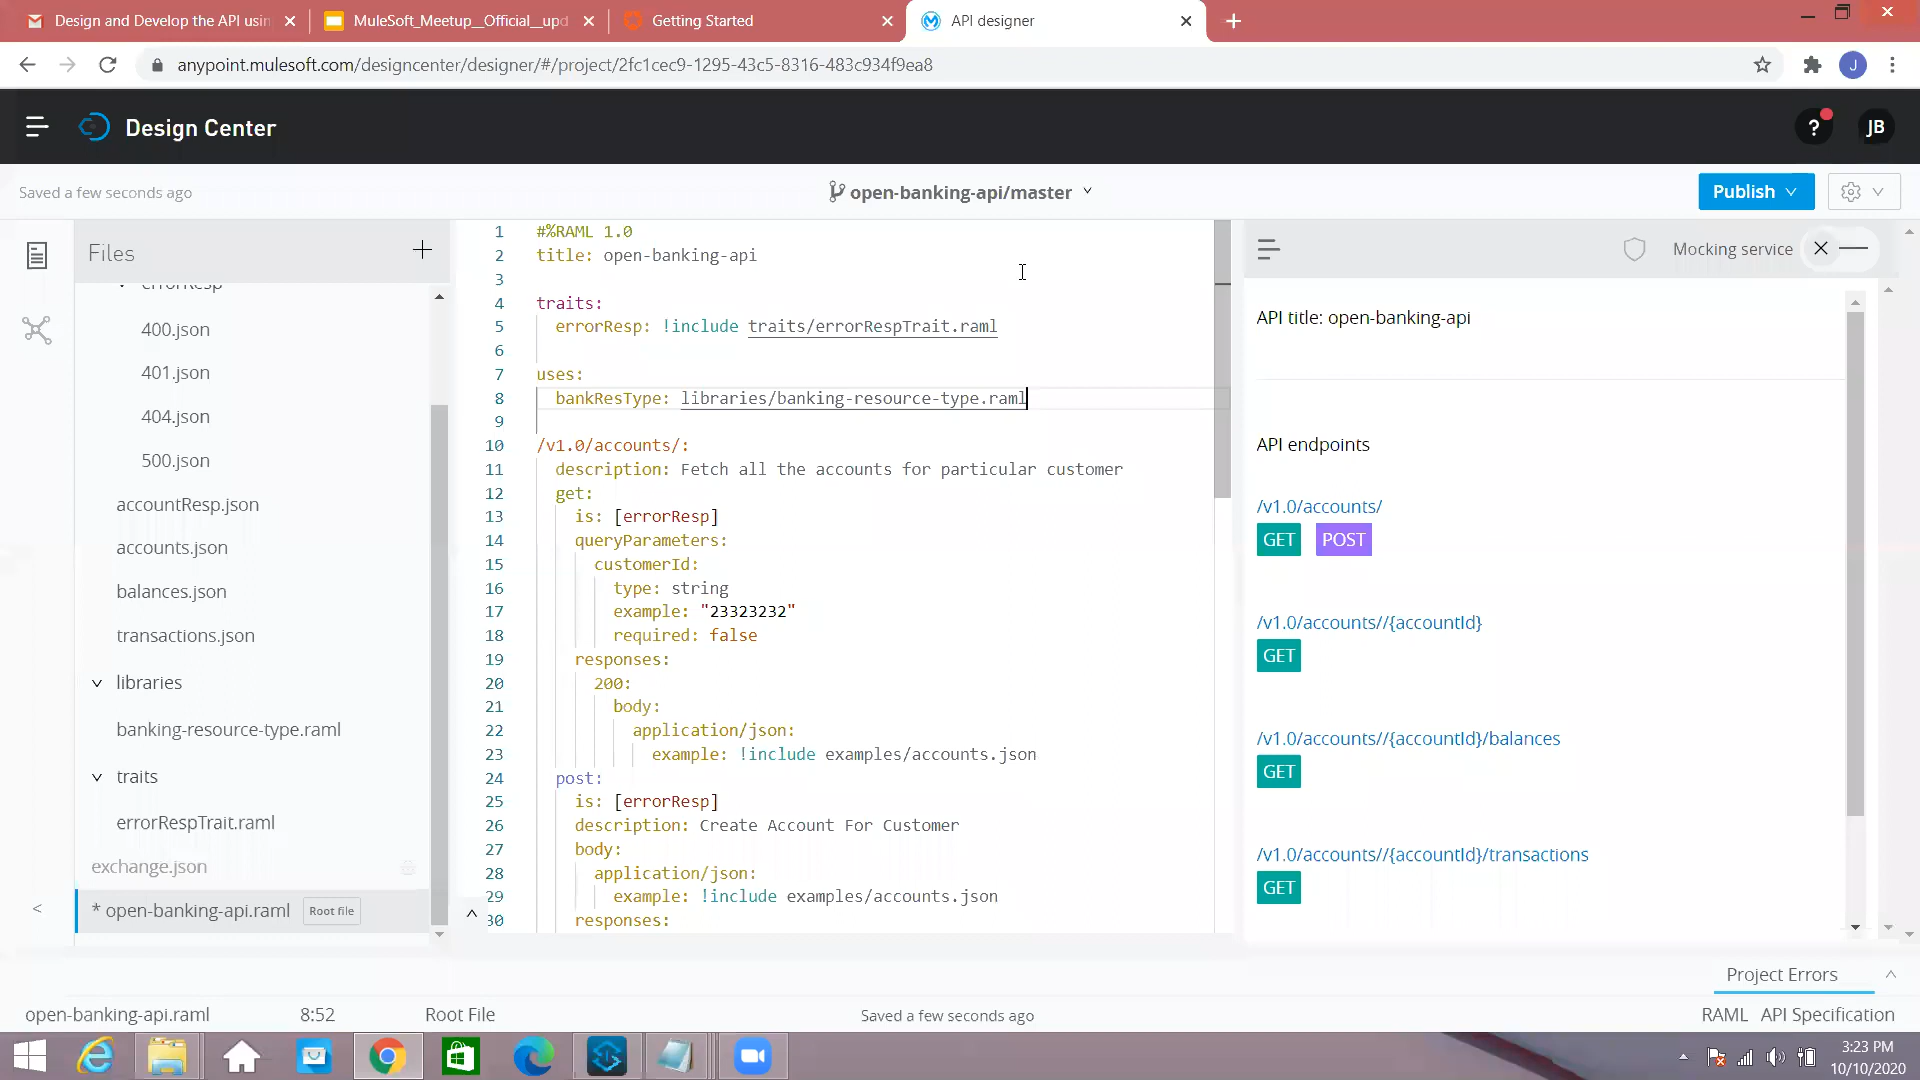 Design and Develop the API usin
MuleSoft_Meetup__Official__upd
Getting Started
API designer
anypoint.mulesoft.com/designcenter/designer/#/project/2fc1cec9-1295-43c5-8316-483c934f9ea8
J
Design Center
?
JB
Saved a few seconds ago
open-banking-api/master
Publish
Files
errorResp
400.json
401.json
404.json
500.json
accountResp.json
accounts.json
balances.json
transactions.json
libraries
banking-resource-type.raml
traits
errorRespTrait.raml
exchange.json
* open-banking-api.raml Root file
1 #%RAML 1.0
2 title: open-banking-api
3
4 traits:
5 errorResp: !include traits/errorRespTrait.raml
6
7 uses:
8 bankResType: libraries/banking-resource-type.raml
9
10 /v1.0/accounts/:
11 description: Fetch all the accounts for particular customer
12 get:
13 is: [errorResp]
14 queryParameters:
15 customerId:
16 type: string
17 example: "23323232"
18 required: false
19 responses:
20 200:
21 body:
22 application/json:
23 example: !include examples/accounts.json
24 post:
25 is: [errorResp]
26 description: Create Account For Customer
27 body:
28 application/json:
29 example: !include examples/accounts.json
30 responses:
Mocking service
API title: open-banking-api
API endpoints
/v1.0/accounts/
GET POST
/v1.0/accounts//{accountId}
GET
/v1.0/accounts//{accountId}/balances
GET
/v1.0/accounts//{accountId}/transactions
GET
Project Errors
open-banking-api.raml 8:52 Root File Saved a few seconds ago RAML API Specification
3:23 PM
10/10/2020